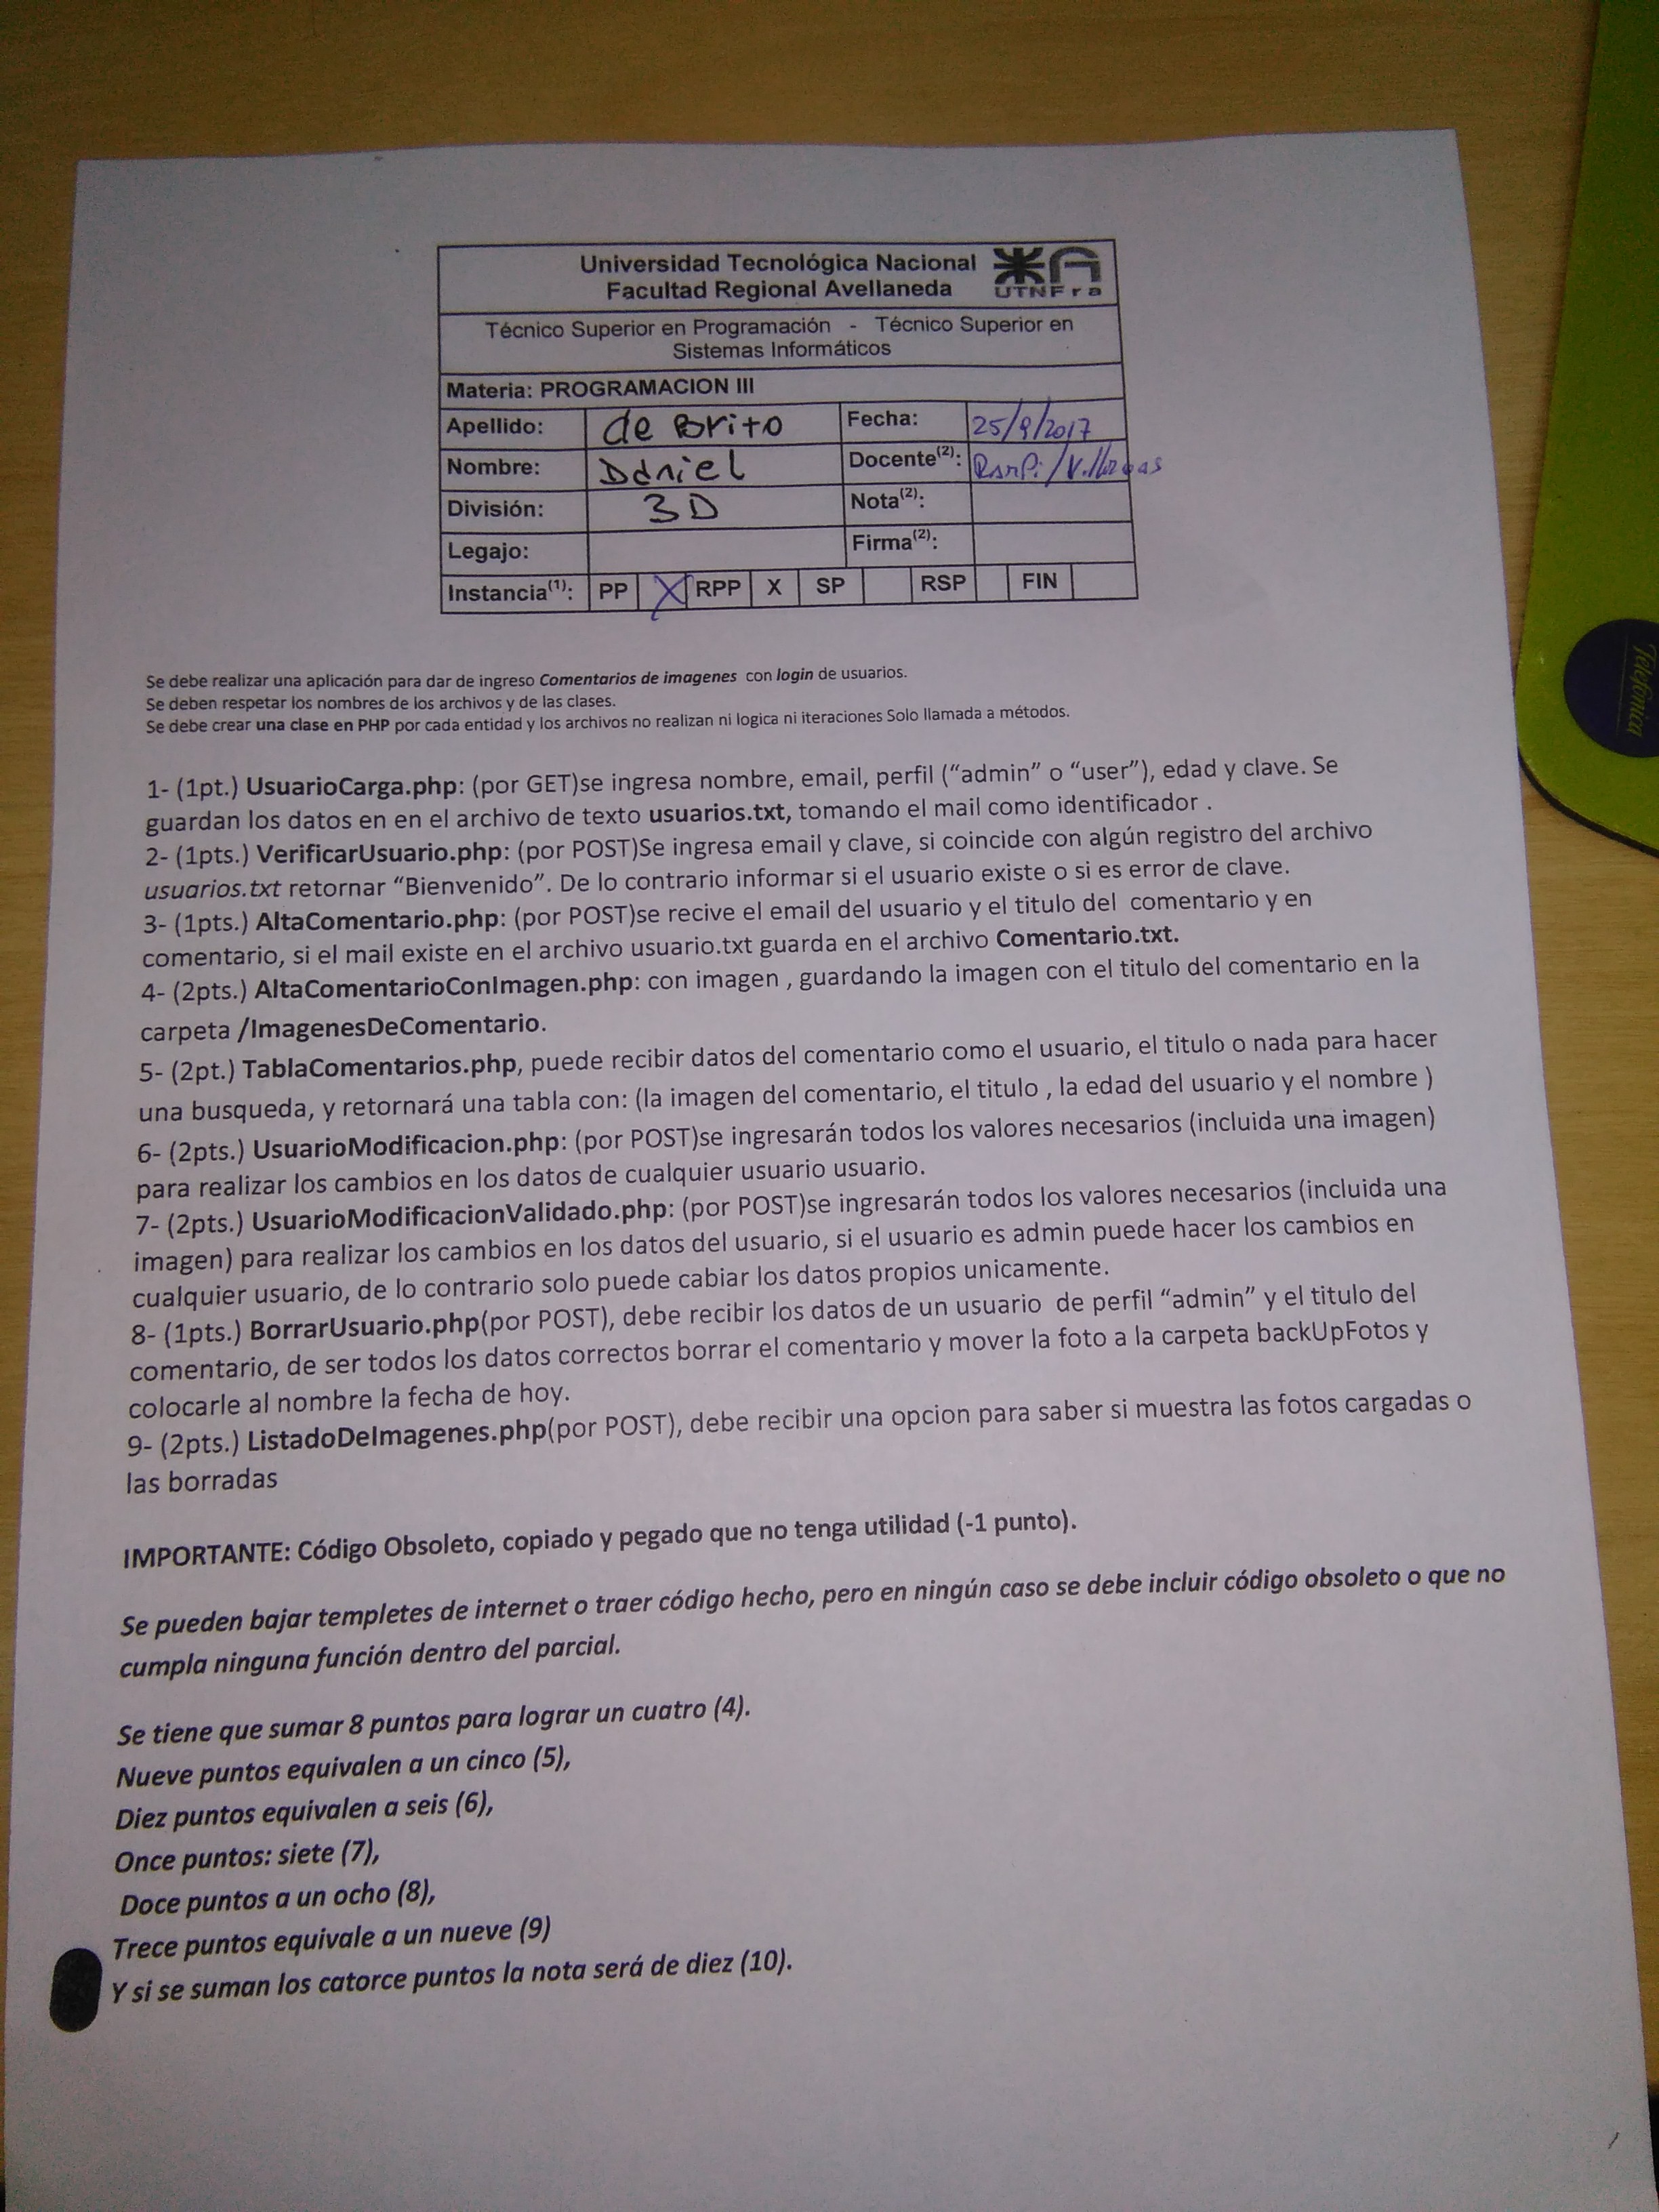 Universidad Tecnológica Nacional
Facultad Regional Avellaneda
UTNFra
Técnico Superior en Programación - Técnico Superior en
Sistemas Informáticos
Materia: PROGRAMACION III
Apellido: de Brito Fecha: 25/9/2017
Nombre: Daniel Docente(2):
División: 3D Nota(2):
Legajo: Firma(2):
Instancia(1): PP X RPP X SP RSP FIN
Se debe realizar una aplicación para dar de ingreso Comentarios de imagenes con login de usuarios.
Se deben respetar los nombres de los archivos y de las clases.
Se debe crear una clase en PHP por cada entidad y los archivos no realizan ni logica ni iteraciones Solo llamada a métodos.
1- (1pt.) UsuarioCarga.php: (por GET)se ingresa nombre, email, perfil (“admin” o “user”), edad y clave. Se
guardan los datos en en el archivo de texto usuarios.txt, tomando el mail como identificador .
2- (1pts.) VerificarUsuario.php: (por POST)Se ingresa email y clave, si coincide con algún registro del archivo
usuarios.txt retornar “Bienvenido”. De lo contrario informar si el usuario existe o si es error de clave.
3- (1pts.) AltaComentario.php: (por POST)se recive el email del usuario y el titulo del comentario y en
comentario, si el mail existe en el archivo usuario.txt guarda en el archivo Comentario.txt.
4- (2pts.) AltaComentarioConImagen.php: con imagen , guardando la imagen con el titulo del comentario en la
carpeta /ImagenesDeComentario.
5- (2pt.) TablaComentarios.php, puede recibir datos del comentario como el usuario, el titulo o nada para hacer
una busqueda, y retornará una tabla con: (la imagen del comentario, el titulo , la edad del usuario y el nombre )
6- (2pts.) UsuarioModificacion.php: (por POST)se ingresarán todos los valores necesarios (incluida una imagen)
para realizar los cambios en los datos de cualquier usuario usuario.
7- (2pts.) UsuarioModificacionValidado.php: (por POST)se ingresarán todos los valores necesarios (incluida una
imagen) para realizar los cambios en los datos del usuario, si el usuario es admin puede hacer los cambios en
cualquier usuario, de lo contrario solo puede cabiar los datos propios unicamente.
8- (1pts.) BorrarUsuario.php(por POST), debe recibir los datos de un usuario de perfil “admin” y el titulo del
comentario, de ser todos los datos correctos borrar el comentario y mover la foto a la carpeta backUpFotos y
colocarle al nombre la fecha de hoy.
9- (2pts.) ListadoDeImagenes.php(por POST), debe recibir una opcion para saber si muestra las fotos cargadas o
las borradas
IMPORTANTE: Código Obsoleto, copiado y pegado que no tenga utilidad (-1 punto).
Se pueden bajar templetes de internet o traer código hecho, pero en ningún caso se debe incluir código obsoleto o que no
cumpla ninguna función dentro del parcial.
Se tiene que sumar 8 puntos para lograr un cuatro (4).
Nueve puntos equivalen a un cinco (5),
Diez puntos equivalen a seis (6),
Once puntos: siete (7),
Doce puntos a un ocho (8),
Trece puntos equivale a un nueve (9)
Y si se suman los catorce puntos la nota será de diez (10).
Telefónica